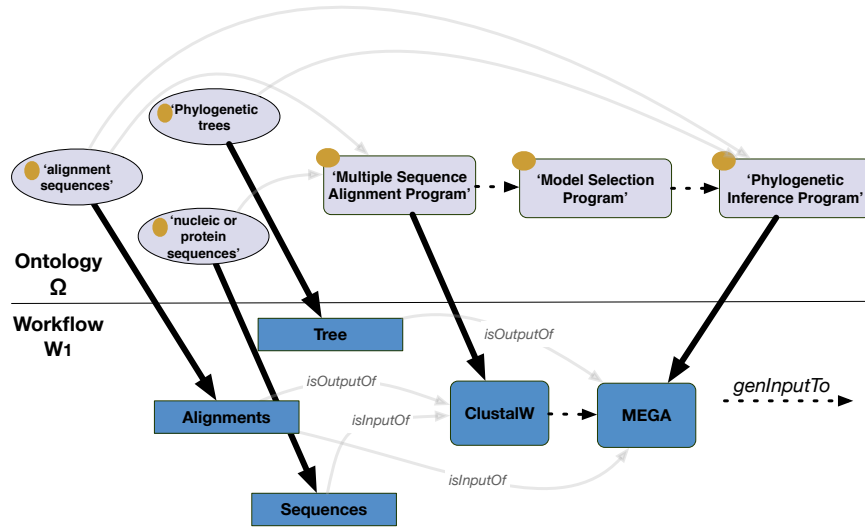 'Phylogenetic
trees
'alignment
sequences'
'Multiple Sequence
Alignment Program'
'Model Selection
Program'
'Phylogenetic
Inference Program'
'nucleic or
protein
sequences'
Ontology
Ω
Workflow
W1
Tree
isOutputOf
isOutputOf
genInputTo
Alignments
ClustalW
MEGA
isInputOf
isInputOf
Sequences